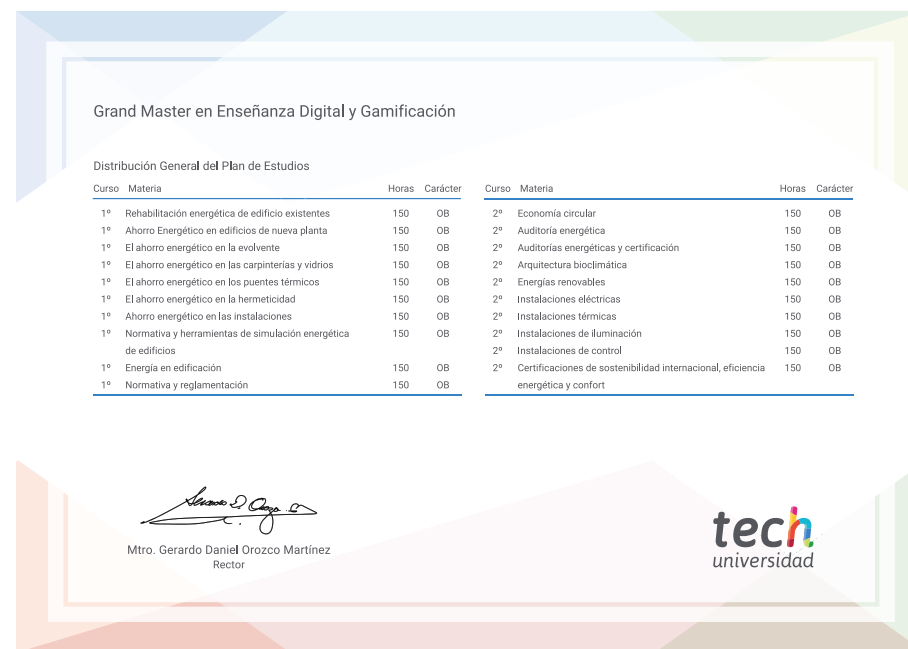 Grand Master en Enseñanza Digital y Gamificación
Distribución General del Plan de Estudios
Curso Materia Horas Carácter
1º Rehabilitación energética de edificio existentes 150 OB
1º Ahorro Energético en edificios de nueva planta 150 OB
1º El ahorro energético en la evolvente 150 OB
1º El ahorro energético en las carpinterías y vidrios 150 OB
1º El ahorro energético en los puentes térmicos 150 OB
1º El ahorro energético en la hermeticidad 150 OB
1º Ahorro energético en las instalaciones 150 OB
1º Normativa y herramientas de simulación energética 150 OB
de edificios
1º Energía en edificación 150 OB
1º Normativa y reglamentación 150 OB
Curso Materia Horas Carácter
2º Economía circular 150 OB
2º Auditoría energética 150 OB
2º Auditorías energéticas y certificación 150 OB
2º Arquitectura bioclimática 150 OB
2º Energías renovables 150 OB
2º Instalaciones eléctricas 150 OB
2º Instalaciones térmicas 150 OB
2º Instalaciones de iluminación 150 OB
2º Instalaciones de control 150 OB
2º Certificaciones de sostenibilidad internacional, eficiencia 150 OB
energética y confort
Mtro. Gerardo Daniel Orozco Martínez
Rector
tech
universidad